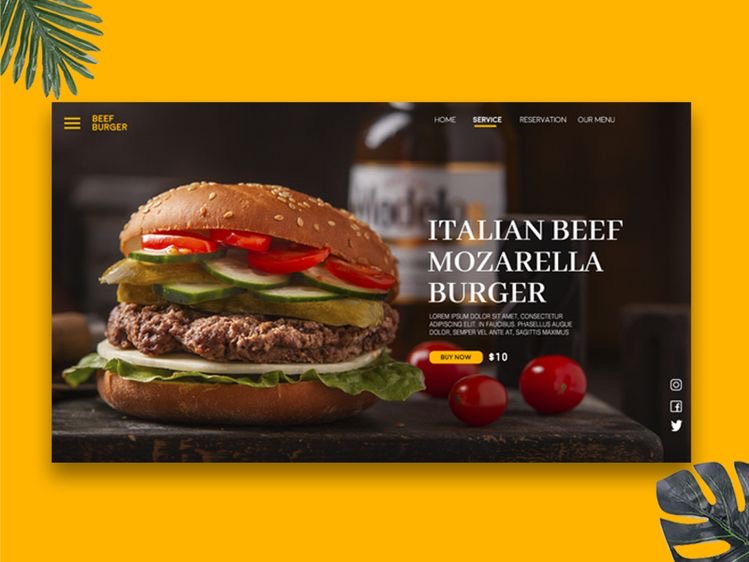 BEEF
BURGER
HOME SERVICE RESERVATION OUR MENU
Modelo
ITALIAN BEEF
MOZARELLA
BURGER
LOREM IPSUM DOLOR SIT AMET, CONSECTETUR
ADIPISCING ELIT. IN FAUCIBUS. PHASELLUS AUGUE
DOLOR, SEMPER VEL ANTE AT, SAGITTIS MAXIMUS
BUY NOW $10